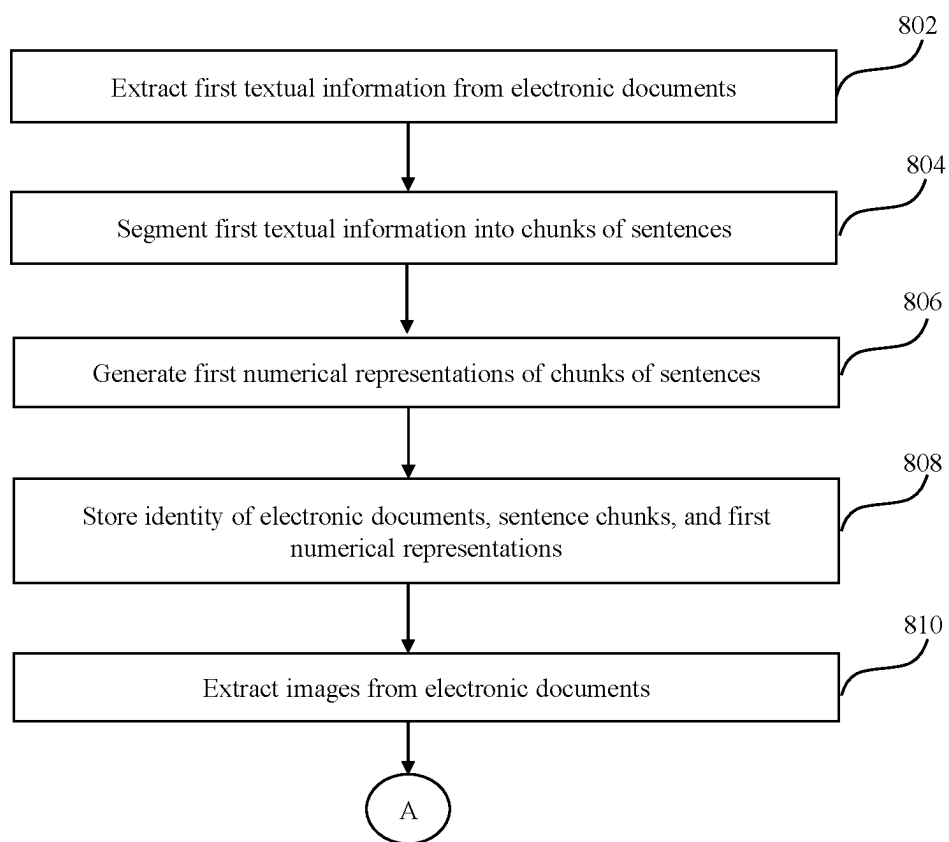 802
Extract first textual information from electronic documents
804
Segment first textual information into chunks of sentences
806
Generate first numerical representations of chunks of sentences
808
Store identity of electronic documents, sentence chunks, and first
numerical representations
810
Extract images from electronic documents
A